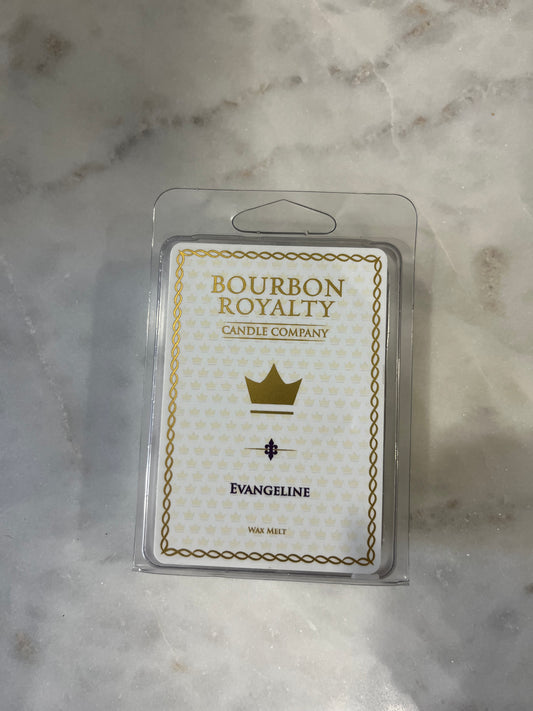 BOURBON
ROYALTY
CANDLE COMPANY
EVANGELINE
WAX MELT